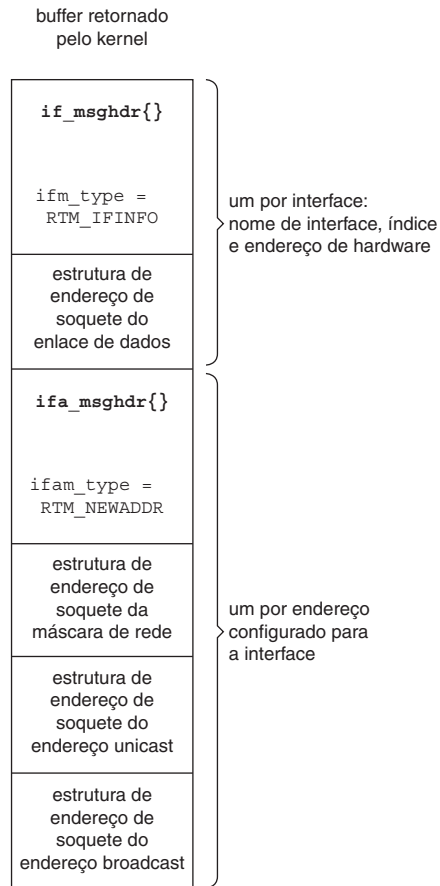 buffer retornado
pelo kernel
if_msghdr{}
ifm_type =
RTM_IFINFO
um por interface:
nome de interface, índice
e endereço de hardware
estrutura de
endereço de
soquete do
enlace de dados
ifa_msghdr{}
ifam_type =
RTM_NEWADDR
estrutura de
endereço de
soquete da
máscara de rede
um por endereço
configurado para
a interface
estrutura de
endereço de
soquete do
endereço unicast
estrutura de
endereço de
soquete do
endereço broadcast